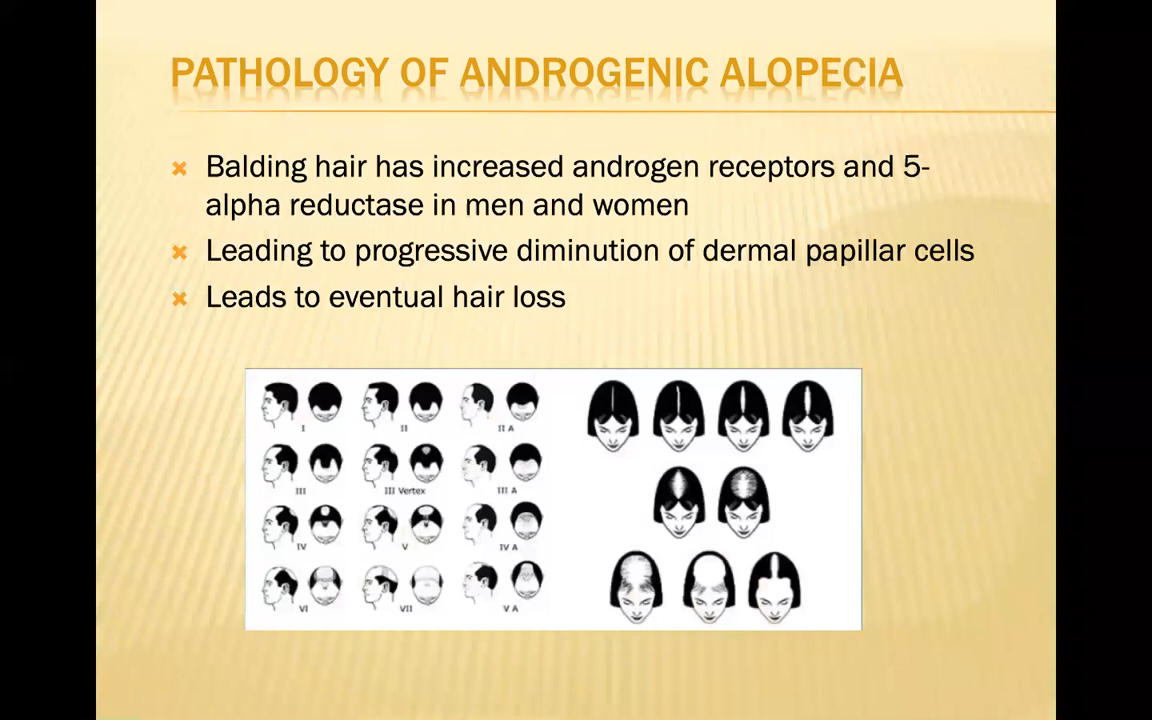 PATHOLOGY OF ANDROGENIC ALOPECIA
Balding hair has increased androgen receptors and 5-
alpha reductase in men and women
Leading to progressive diminution of dermal papillar cells
Leads to eventual hair loss
I II II A
III III Vertex III A
IV V IV A
VI VII V A